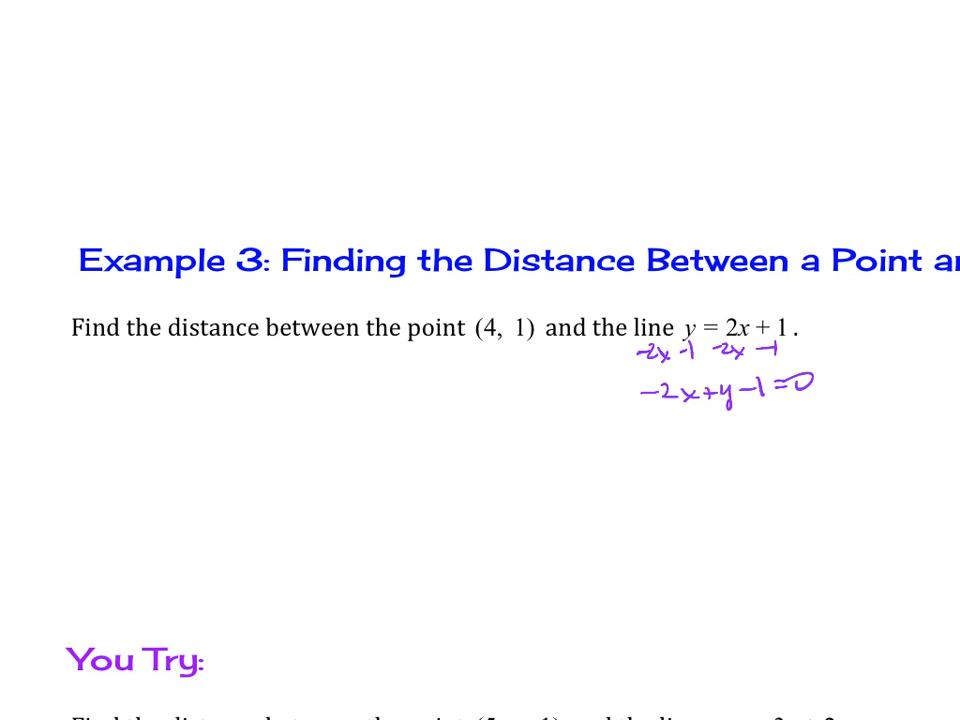 Example 3: Finding the Distance Between a Point
Find the distance between the point (4, 1) and the line y = 2x + 1.
-2x -1 -2x -1
-2x+y-1=0
You Try: